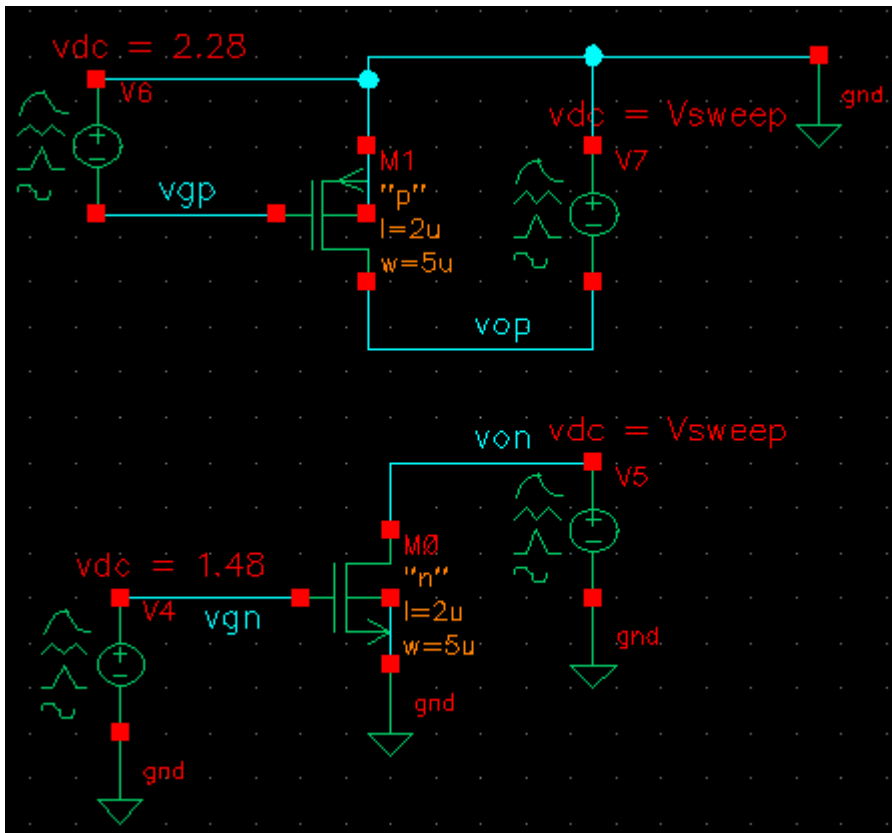 vdc = 2.28
V6
gnd
vdc = Vsweep
M1
V7
vgp
"p"
l=2u
w=5u
vop
von
vdc = Vsweep
V5
M0
vdc = 1.48
"n"
V4
vgn
l=2u
w=5u
gnd
gnd
gnd